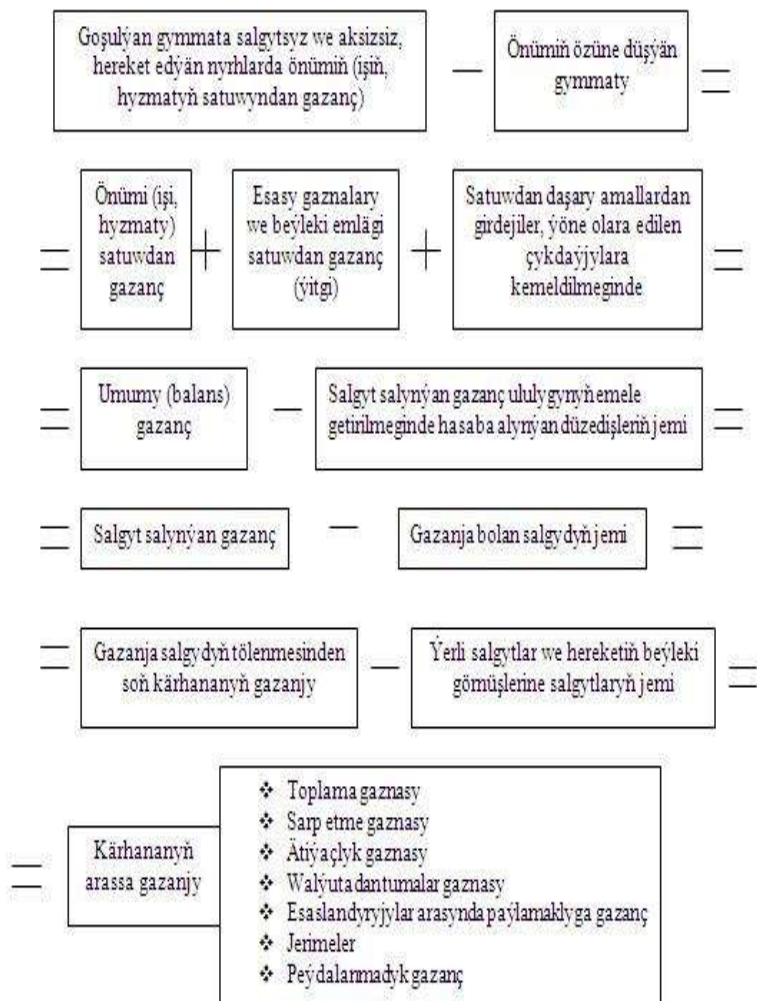 Goşulýan gymmata salgytsyz we aksizsiz,
hereket edýän nyrhlarda önümiň (işiň,
hyzmatyň satuwyndan gazanç)
—
Önümiň özüne düşýän
gymmaty
=
=
Önümi (işi,
hyzmaty)
satuwdan
gazanç
+
Esasy gaznalary
we beýleki emlägi
satuwdan gazanç
(ýitgi)
+
Satuwdan daşary amallardan
girdejiler, ýöne olara edilen
çykdaýjylara
kemeldilmeginde
=
=
Umumy (balans)
gazanç
—
Salgyt salynýan gazanç ululygynyň emele
getirilmeginde hasaba alynýan düzedişleriň jemi
=
=
Salgyt salynýan gazanç
—
Gazanja bolan salgydyň jemi
=
=
Gazanja salgydyň tölenmesinden
soň kärhananyň gazanjy
—
Ýerli salgytlar we hereketiň beýleki
görnüşlerine salgytlaryň jemi
=
=
Kärhananyň
arassa gazanjy
❖ Toplama gaznasy
❖ Sarp etme gaznasy
❖ Ätiýaçlyk gaznasy
❖ Walýuta dantumalar gaznasy
❖ Esaslandyryjylar arasynda paýlamaklyga gazanç
❖ Jerimeler
❖ Peýdalanmadyk gazanç